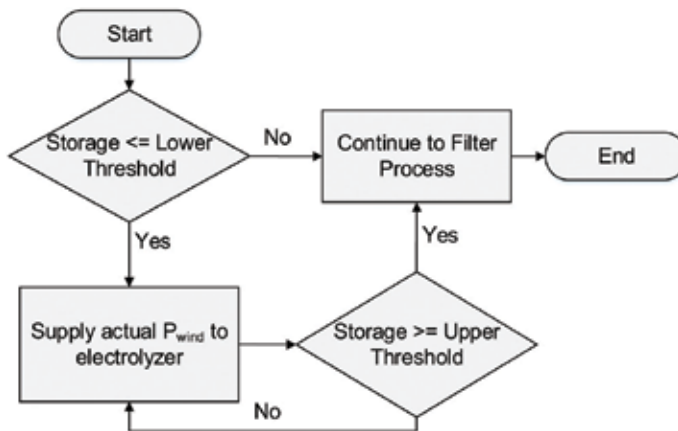 Start
Storage <= Lower
Threshold
No
Continue to Filter
Process
End
Yes
Yes
Supply actual Pwind to
electrolyzer
Storage >= Upper
Threshold
No